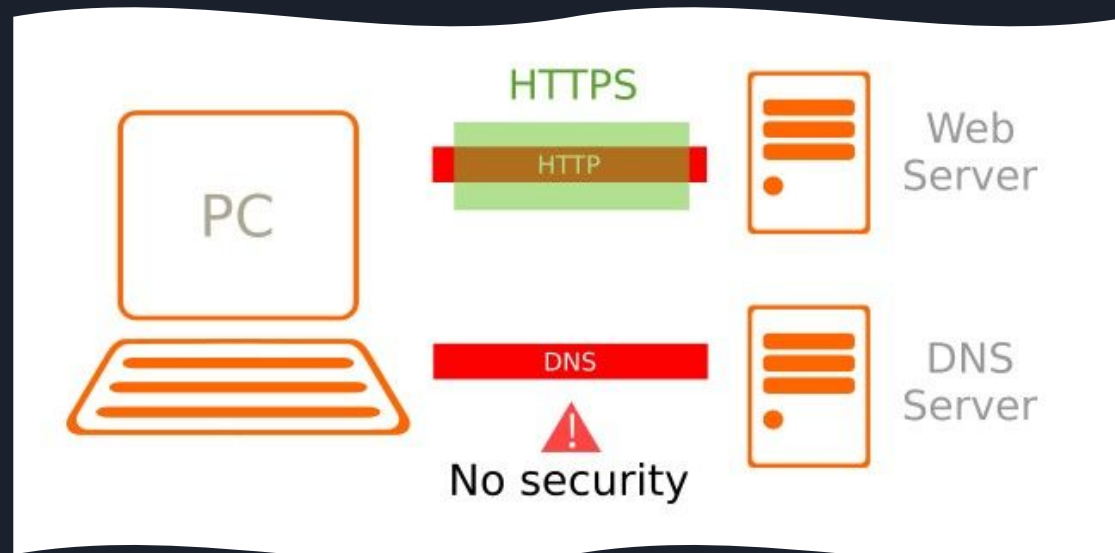 PC
HTTPS
HTTP
Web
Server
DNS
No security
DNS
Server